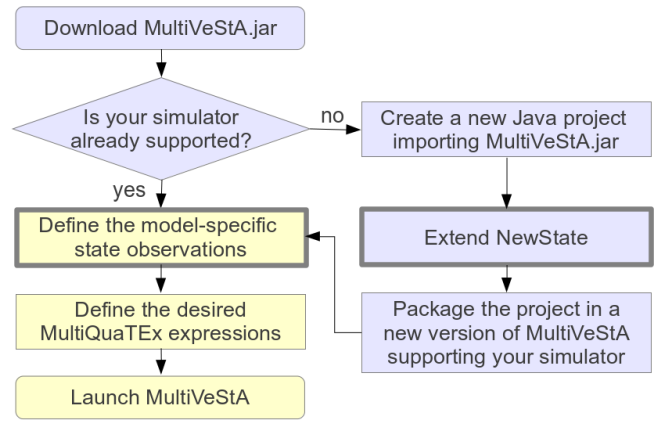 Download MultiVeStA.jar
Is your simulator
already supported?
no
Create a new Java project
importing MultiVeStA.jar
yes
Define the model-specific
state observations
Extend NewState
Define the desired
MultiQuaTEx expressions
Package the project in a
new version of MultiVeStA
supporting your simulator
Launch MultiVeStA